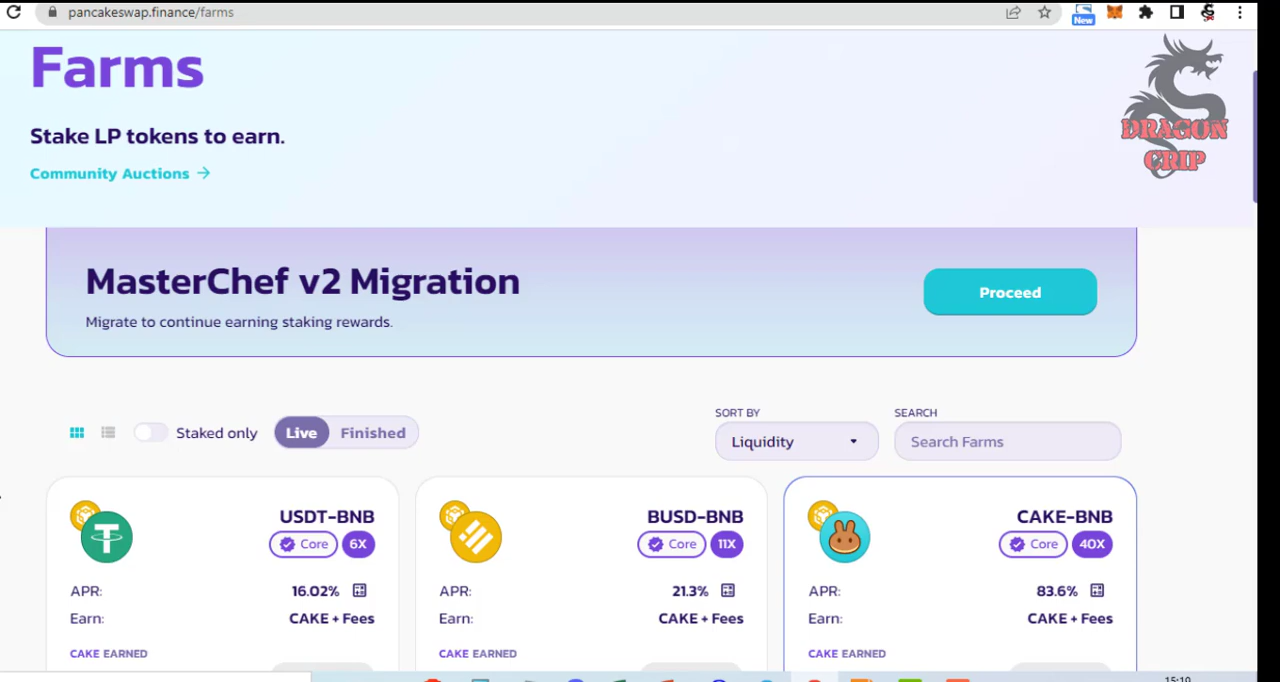 pancakeswap.finance/farms
New
Farms
Stake LP tokens to earn.
Community Auctions
DRAGON
CRIP
MasterChef v2 Migration
Migrate to continue earning staking rewards.
Proceed
Staked only
Live
Finished
SORT BY
Liquidity
SEARCH
Search Farms
USDT-BNB
Core
6X
APR:
16.02%
Earn:
CAKE + Fees
CAKE EARNED
BUSD-BNB
Core
11X
APR:
21.3%
Earn:
CAKE + Fees
CAKE EARNED
CAKE-BNB
Core
40X
APR:
83.6%
Earn:
CAKE + Fees
CAKE EARNED
15:10